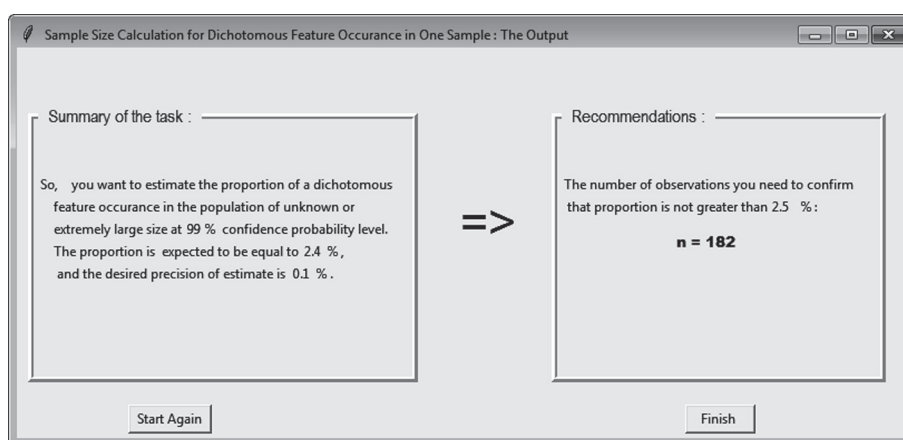 Sample Size Calculation for Dichotomous Feature Occurance in One Sample : The Output
Summary of the task :
So, you want to estimate the proportion of a dichotomous
feature occurance in the population of unknown or
extremely large size at 99 % confidence probability level.
The proportion is expected to be equal to 2.4 %,
and the desired precision of estimate is 0.1 %.
=>
Recommendations :
The number of observations you need to confirm
that proportion is not greater than 2.5 % :
n = 182
Start Again
Finish